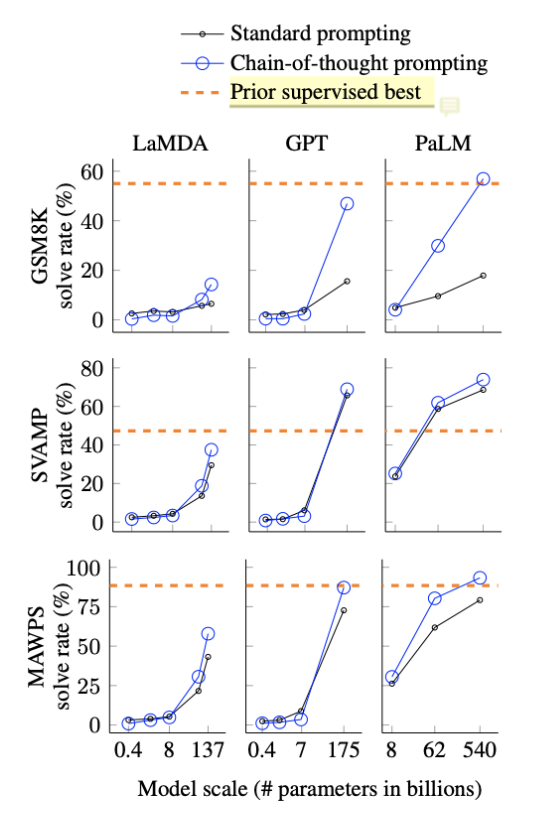 Standard prompting
Chain-of-thought prompting
Prior supervised best
LaMDA GPT PaLM
GSM8K
solve rate (%)
60
40
20
0
SVAMP
solve rate (%)
80
60
40
20
0
MAWPS
solve rate (%)
100
75
50
25
0
0.4 8 137 0.4 7 175 8 62 540
Model scale (# parameters in billions)